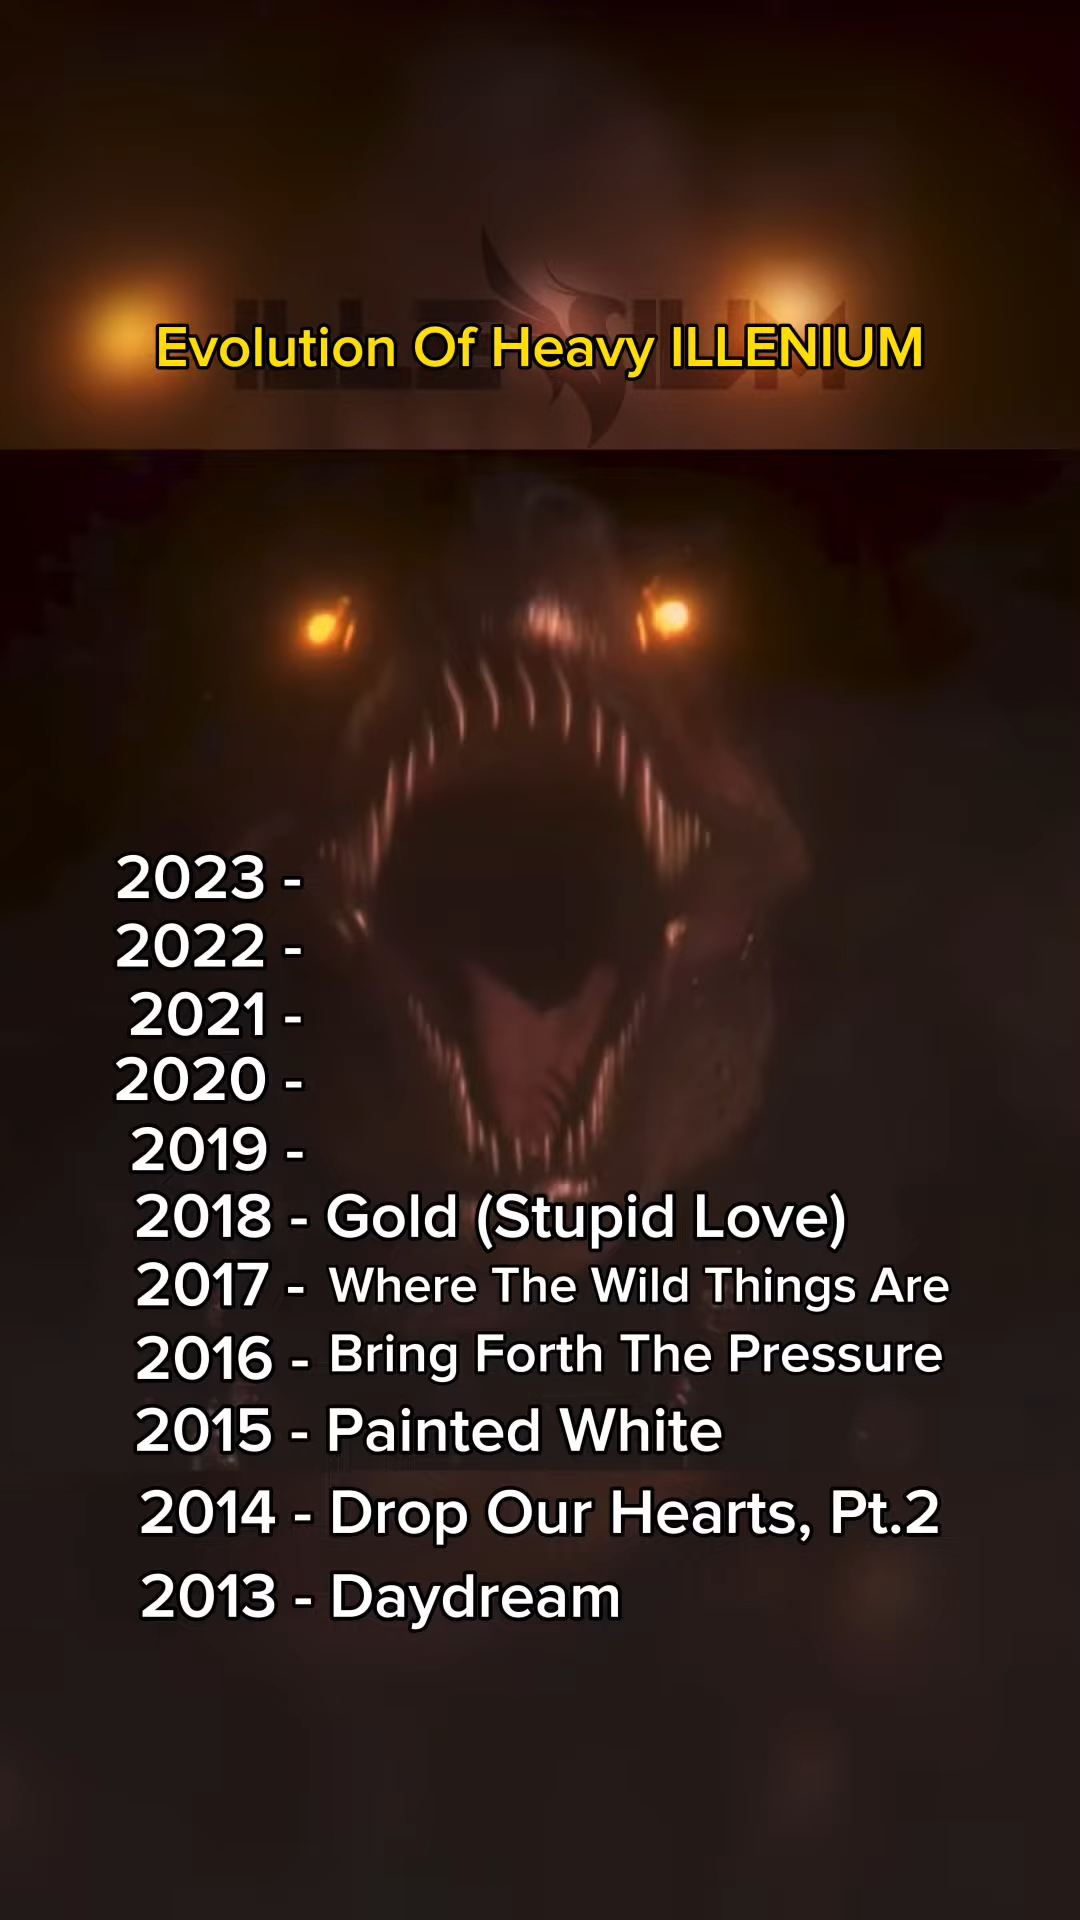 ILLENIUM
Evolution Of Heavy ILLENIUM
2023 -
2022 -
2021 -
2020 -
2019 -
2018 - Gold (Stupid Love)
2017 - Where The Wild Things Are
2016 - Bring Forth The Pressure
2015 - Painted White
2014 - Drop Our Hearts, Pt.2
2013 - Daydream